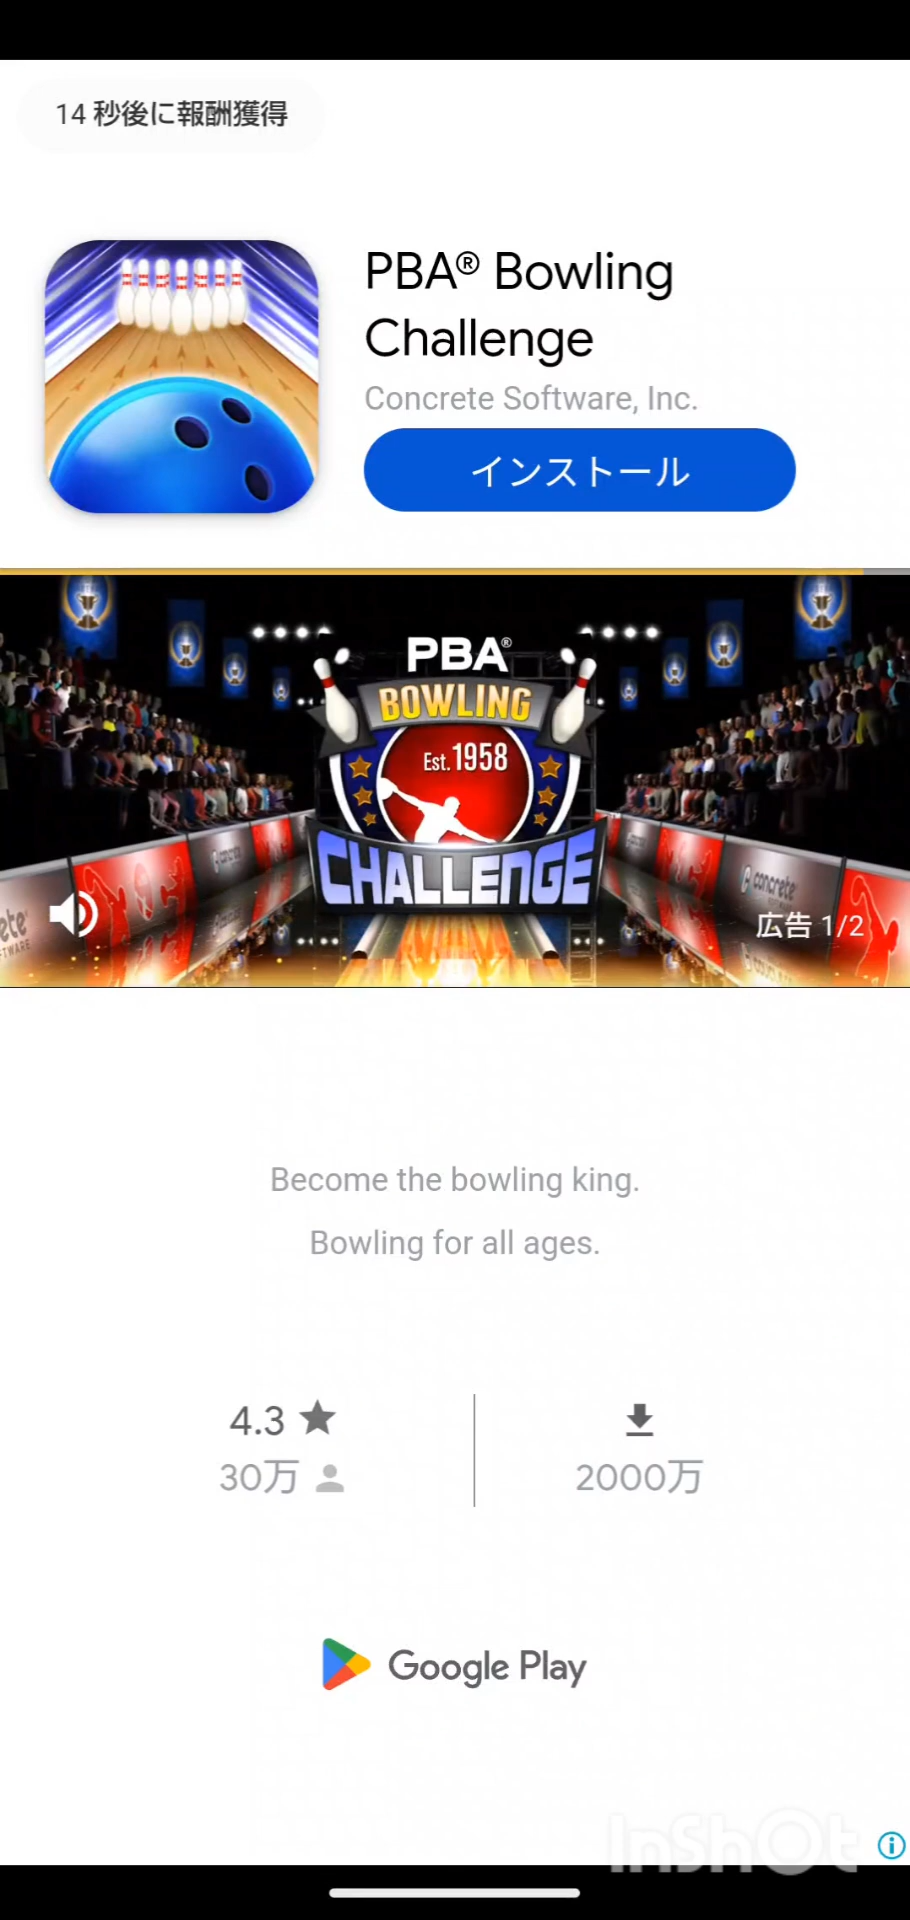 14 秒後に報酬獲得
PBA® Bowling
Challenge
Concrete Software, Inc.
インストール
PBA®
BOWLING
Est. 1958
CHALLENGE
concrete
広告 1/2
Become the bowling king.
Bowling for all ages.
4.3 ★
30万
2000万
Google Play
InShOt